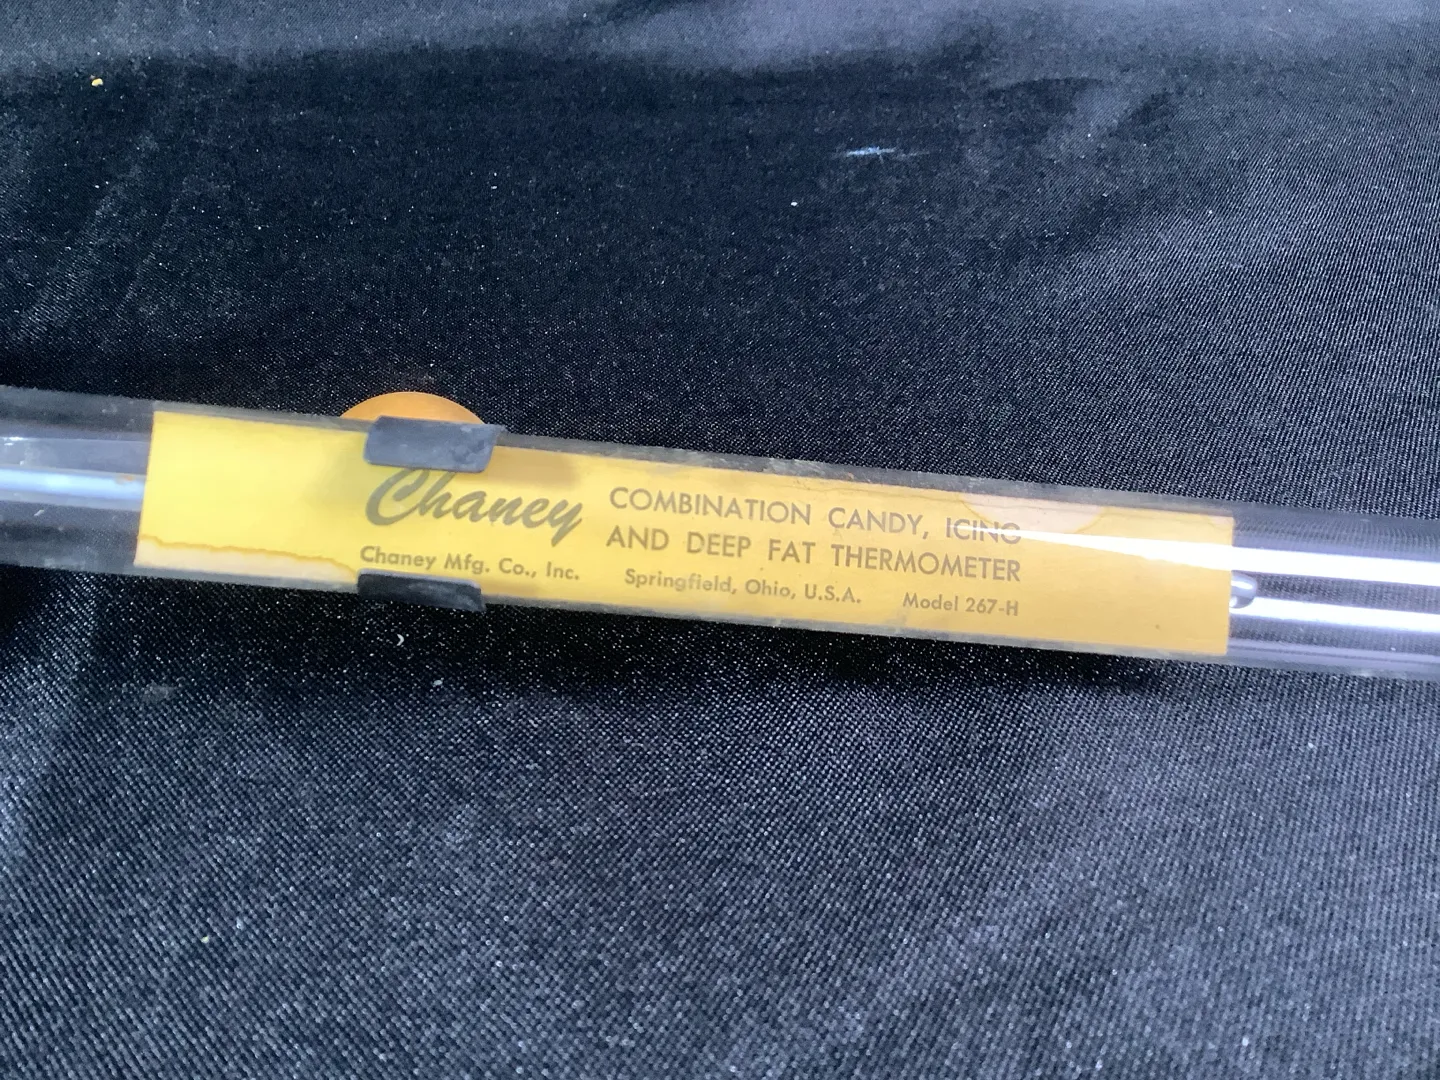 Chaney
COMBINATION CANDY, ICING
AND DEEP FAT THERMOMETER
Chaney Mfg. Co., Inc. Springfield, Ohio, U.S.A. Model 267-H